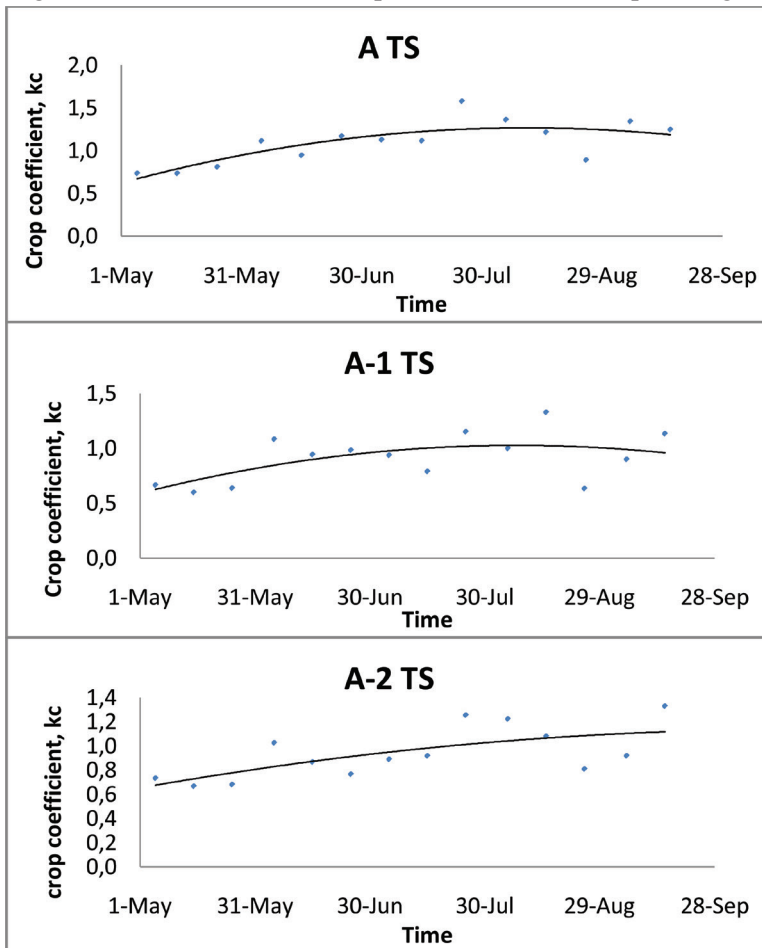 A TS
Crop coefficient, kc
2,0
1,5
1,0
0,5
0,0
1-May 31-May 30-Jun 30-Jul 29-Aug 28-Sep
Time
A-1 TS
Crop coefficient, kc
1,5
1,0
0,5
0,0
1-May 31-May 30-Jun 30-Jul 29-Aug 28-Sep
Time
A-2 TS
crop coefficient, kc
1,4
1,2
1,0
0,8
0,6
0,4
0,2
0,0
1-May 31-May 30-Jun 30-Jul 29-Aug 28-Sep
Time